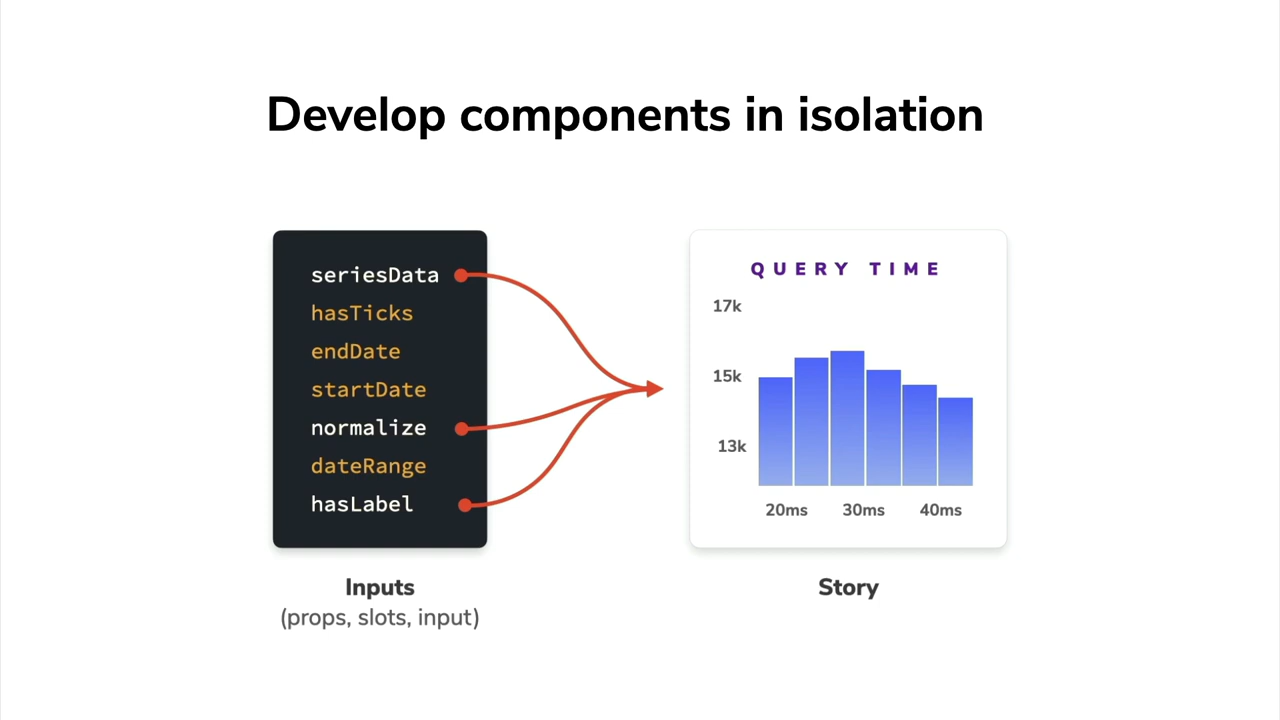 Develop components in isolation
seriesData
hasTicks
endDate
startDate
normalize
dateRange
hasLabel
Inputs
(props, slots, input)
QUERY TIME
17k
15k
13k
20ms 30ms 40ms
Story